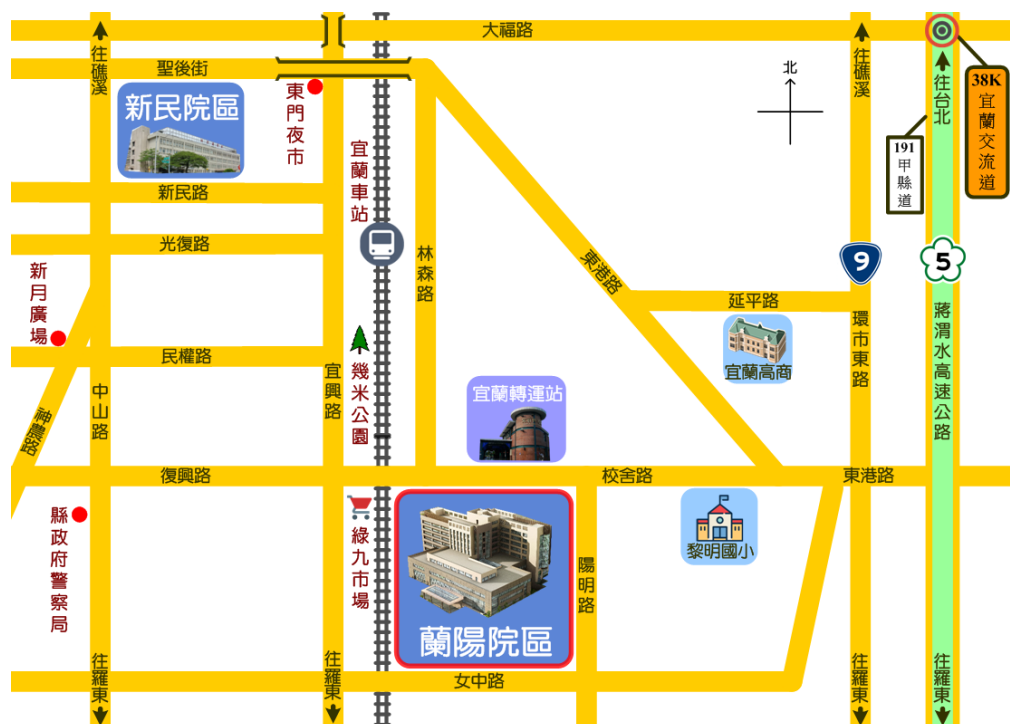 大福路
往礁溪
聖後街
新民院區
東門夜市
宜蘭車站
新民路
光復路
新月廣場
民權路
中山路
神農路
宜興路
幾米公園
林森路
東港路
北
往礁溪
191
甲縣道
往台北
38K
宜蘭交流道
9
5
延平路
宜蘭高商
環市東路
蔣渭水高速公路
宜蘭轉運站
復興路
校舍路
東港路
縣政府警察局
綠九市場
蘭陽院區
陽明路
黎明國小
女中路
往羅東
往羅東
往羅東
往羅東